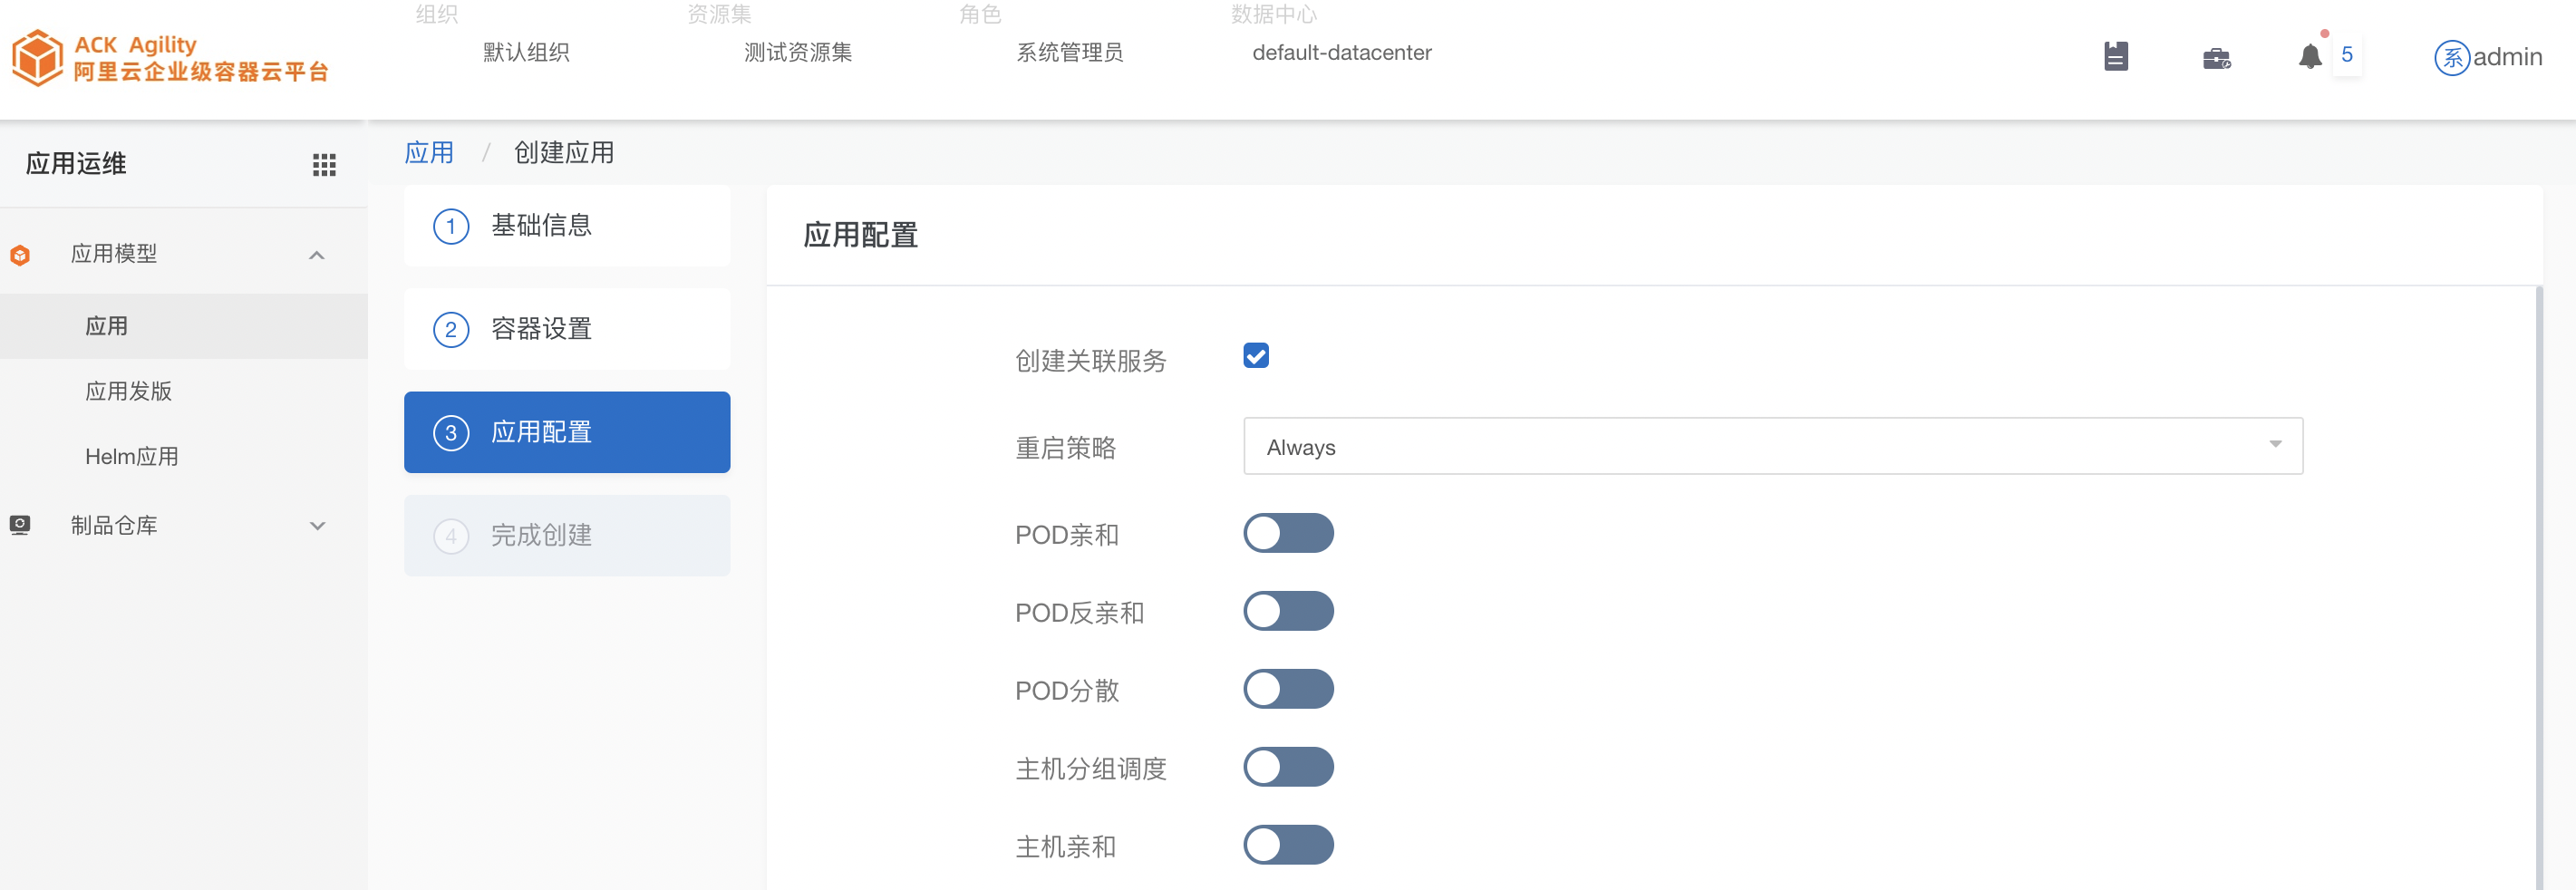 ACK Agility
阿里云企业级容器云平台
组织
默认组织
资源集
测试资源集
角色
系统管理员
数据中心
default-datacenter
5
系
admin
应用运维
应用模型
应用
应用发版
Helm应用
制品仓库
应用 / 创建应用
1 基础信息
2 容器设置
3 应用配置
4 完成创建
应用配置
创建关联服务
重启策略
Always
POD亲和
POD反亲和
POD分散
主机分组调度
主机亲和